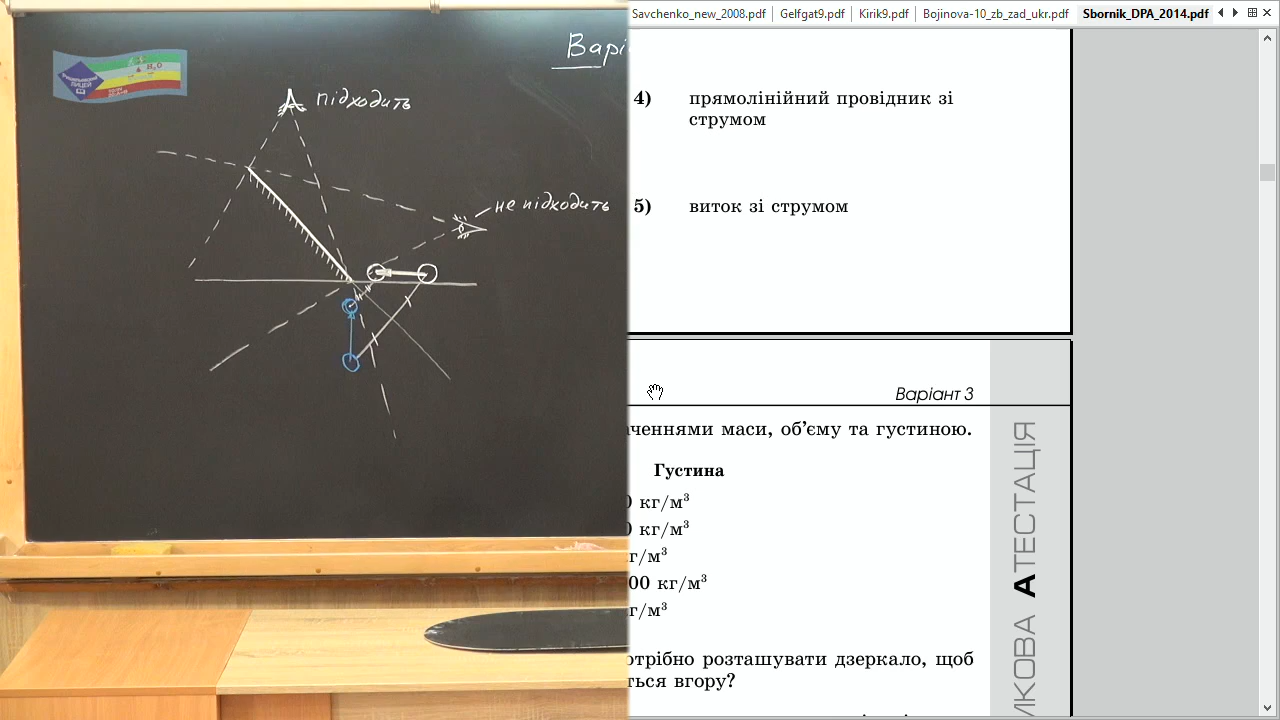 Savchenko_new_2008.pdf
Gelfgat9.pdf
Kirik9.pdf
Bojinova-10_zb_zad_ukr.pdf
Sbornik_DPA_2014.pdf
Варі
підходить
не підходить
4) прямолінійний провідник зі
струмом
5) виток зі струмом
Варіант 3
аченнями маси, об’єму та густиною.
Густина
0 кг/м³
0 кг/м³
кг/м³
00 кг/м³
кг/м³
отрібно розташувати дзеркало, щоб
ться вгору?
ИКОВА АТЕСТАЦІЯ